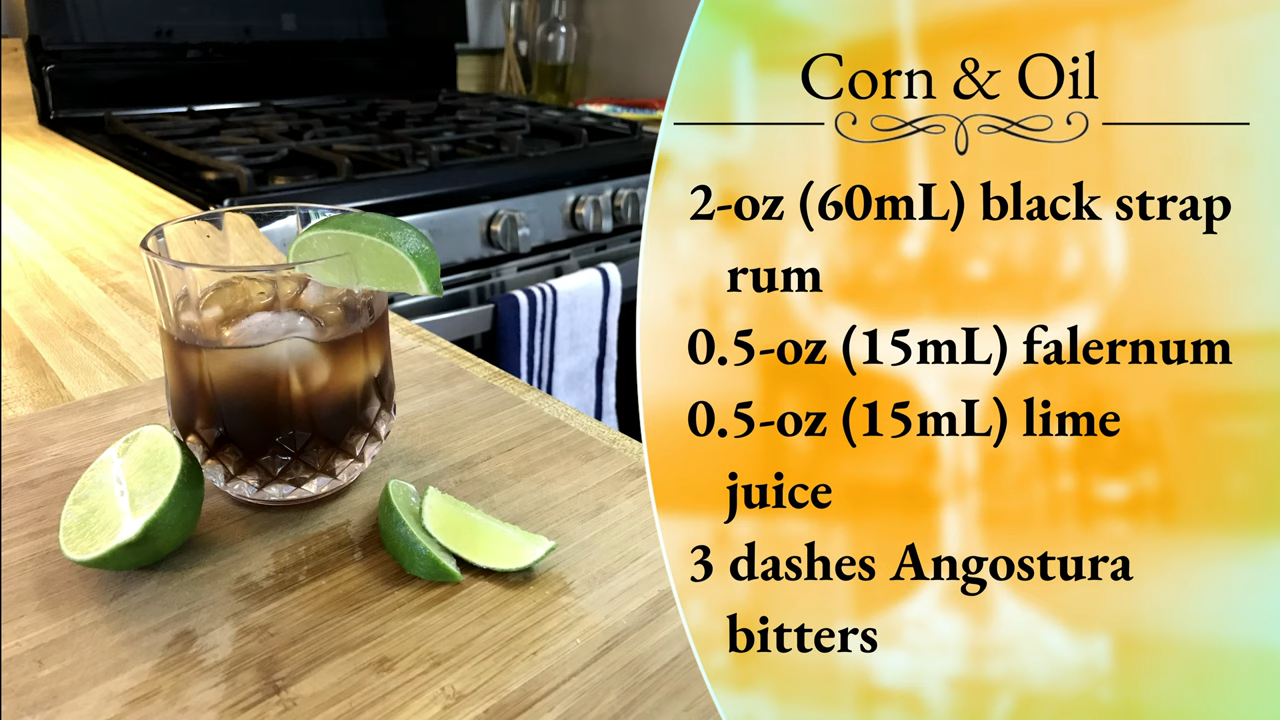 Corn & Oil
2-oz (60mL) black strap
rum
0.5-oz (15mL) falernum
0.5-oz (15mL) lime
juice
3 dashes Angostura
bitters